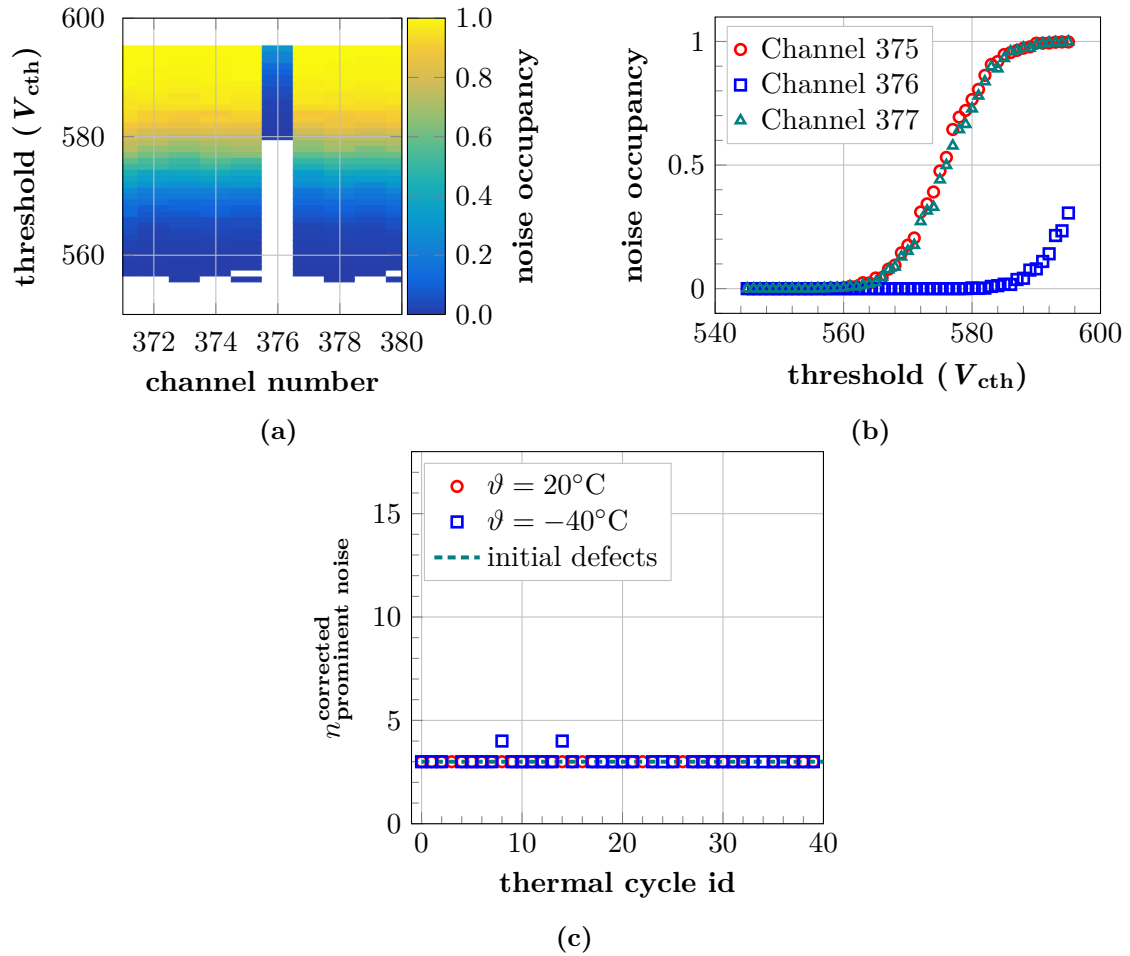 600
580
560
threshold (Vcth)
372 374 376 378 380
channel number
1.0
0.8
0.6
0.4
0.2
0.0
noise occupancy
(a)
Channel 375
Channel 376
Channel 377
1
0.5
0
noise occupancy
540 560 580 600
threshold (Vcth)
(b)
ϑ = 20°C
ϑ = −40°C
initial defects
15
10
5
0
n corrected prominent noise
0 10 20 30 40
thermal cycle id
(c)